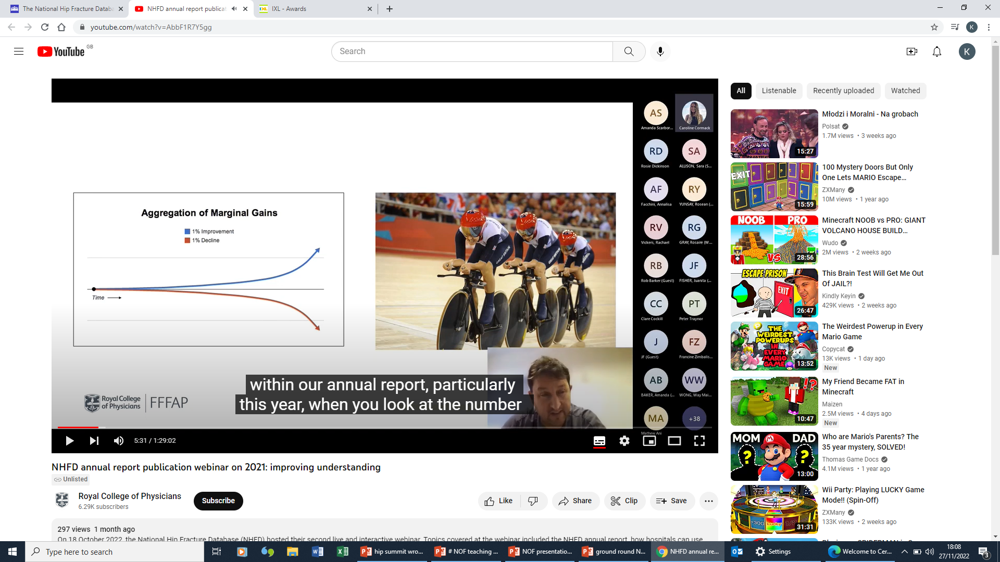 The National Hip Fracture Databa
NHFD annual report publicat
IXL - Awards
youtube.com/watch?v=AbbF1R7Y5gg
K
YouTube GB
Search
K
All
Listenable
Recently uploaded
Watched
Aggregation of Marginal Gains
1% Improvement
1% Decline
Time
GREAT BRITAIN
AS
Amanda Scarbor...
Caroline Cormack
RD
Rosie Dickinson
SA
ALLISON, Sara (S...
AF
Facchini, Annalisa
RY
YUNSAY, Rosean (...
RV
Vickers, Rachael
RG
GRAY, Rosaire (W...
RB
Rob Barker (Guest)
JF
FISHER, Juanita (...
CC
Clare Cockill
PT
Peter Traynor
J
JF (Guest)
FZ
Francine Zimbalis...
AB
BAKER, Amanda (...
WW
WONG, Way Mai...
MA
Mathew Ani
+38
within our annual report, particularly
this year, when you look at the number
Royal College
of Physicians
FFFAP
5:31 / 1:29:02
NHFD annual report publication webinar on 2021: improving understanding
Unlisted
Royal College of Physicians
6.29K subscribers
Subscribe
Like
Share
Clip
Save
297 views 1 month ago
On 18 October 2022, the National Hip Fracture Database (NHFD) hosted their second live and interactive webinar. Topics covered at the webinar included the NHFD annual report, how hospitals can use
15:27
Młodzi i Moralni - Na grobach
Polsat
1.7M views • 3 weeks ago
EXIT
15:59
100 Mystery Doors But Only
One Lets MARIO Escape...
ZXMany
10M views • 1 year ago
NOOB
PRO
VS
28:56
Minecraft NOOB vs PRO: GIANT
VOLCANO HOUSE BUILD...
Wudo
2M views • 2 weeks ago
ESCAPE PRISON
EXIT
26:47
This Brain Test Will Get Me Out
Of JAIL?!
Kindly Keyin
429K views • 2 weeks ago
THE
WEIRDEST
POWERUPS
IN
EVERY
MARIO
GAME
13:52
The Weirdest Powerup in Every
Mario Game
Copycat
13K views • 1 day ago
New
!?
10:47
My Friend Became FAT in
Minecraft
Maizen
2.5M views • 4 days ago
New
MOM
DAD
?
?
13:00
Who are Mario's Parents? The
35 year mystery, SOLVED!
Thomas Game Docs
4.1M views • 1 year ago
+300
Lucky
31:31
Wii Party: Playing LUCKY Game
Mode!! (Spin-Off)
ZXMany
133K views • 2 weeks ago
Type here to search
hip summit wro...
# NOF teaching ...
NOF presentatio...
ground round N...
NHFD annual re...
Settings
Welcome to Cer...
18:08
27/11/2022
3